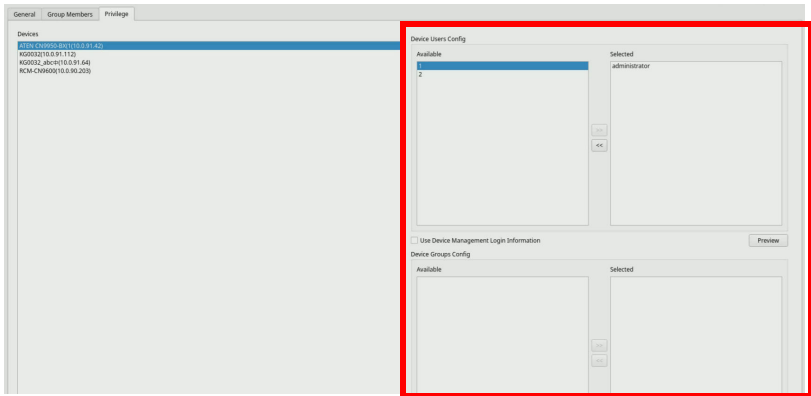 General Group Members Privilege
Devices
ATEN CN9950-BX(1(10.0.91.42)
KG0032(10.0.91.112)
KG0032_abc¤(10.0.91.64)
RCM-CN9600(10.0.90.203)
Device Users Config
Available Selected
1 administrator
2
<<
Use Device Management Login Information Preview
Device Groups Config
Available Selected
<<